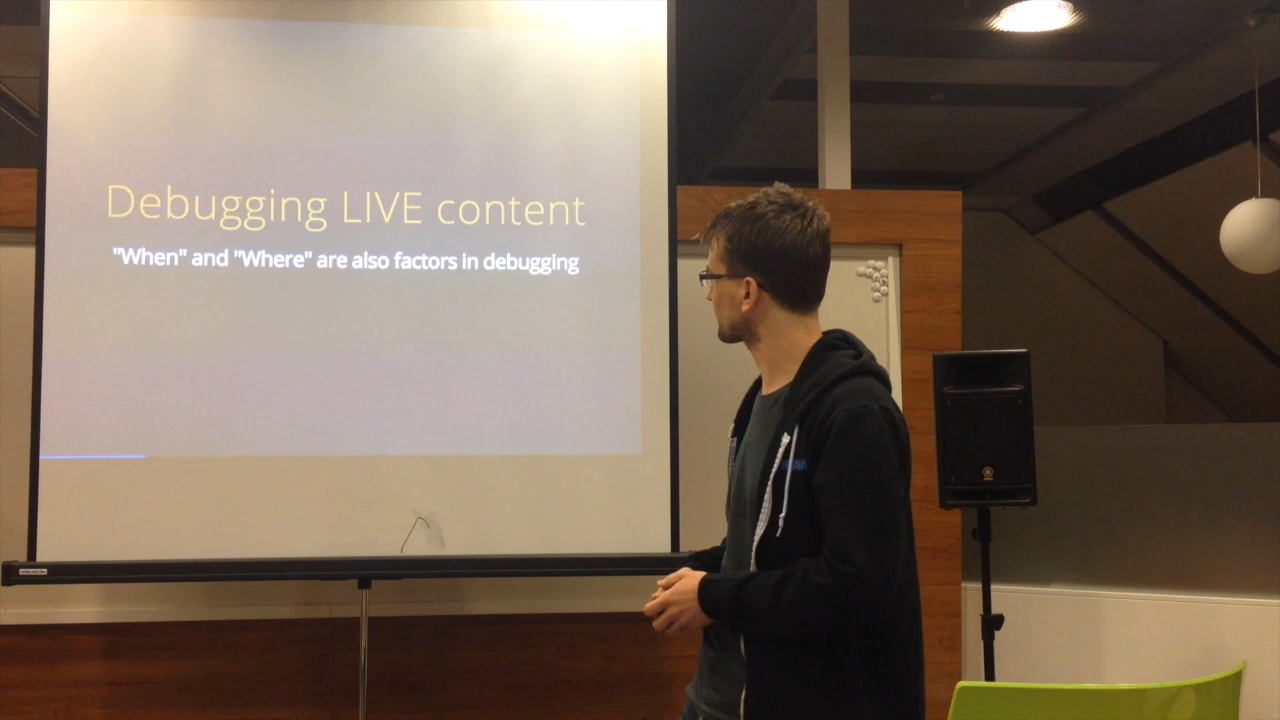 Debugging LIVE content
"When" and "Where" are also factors in debugging